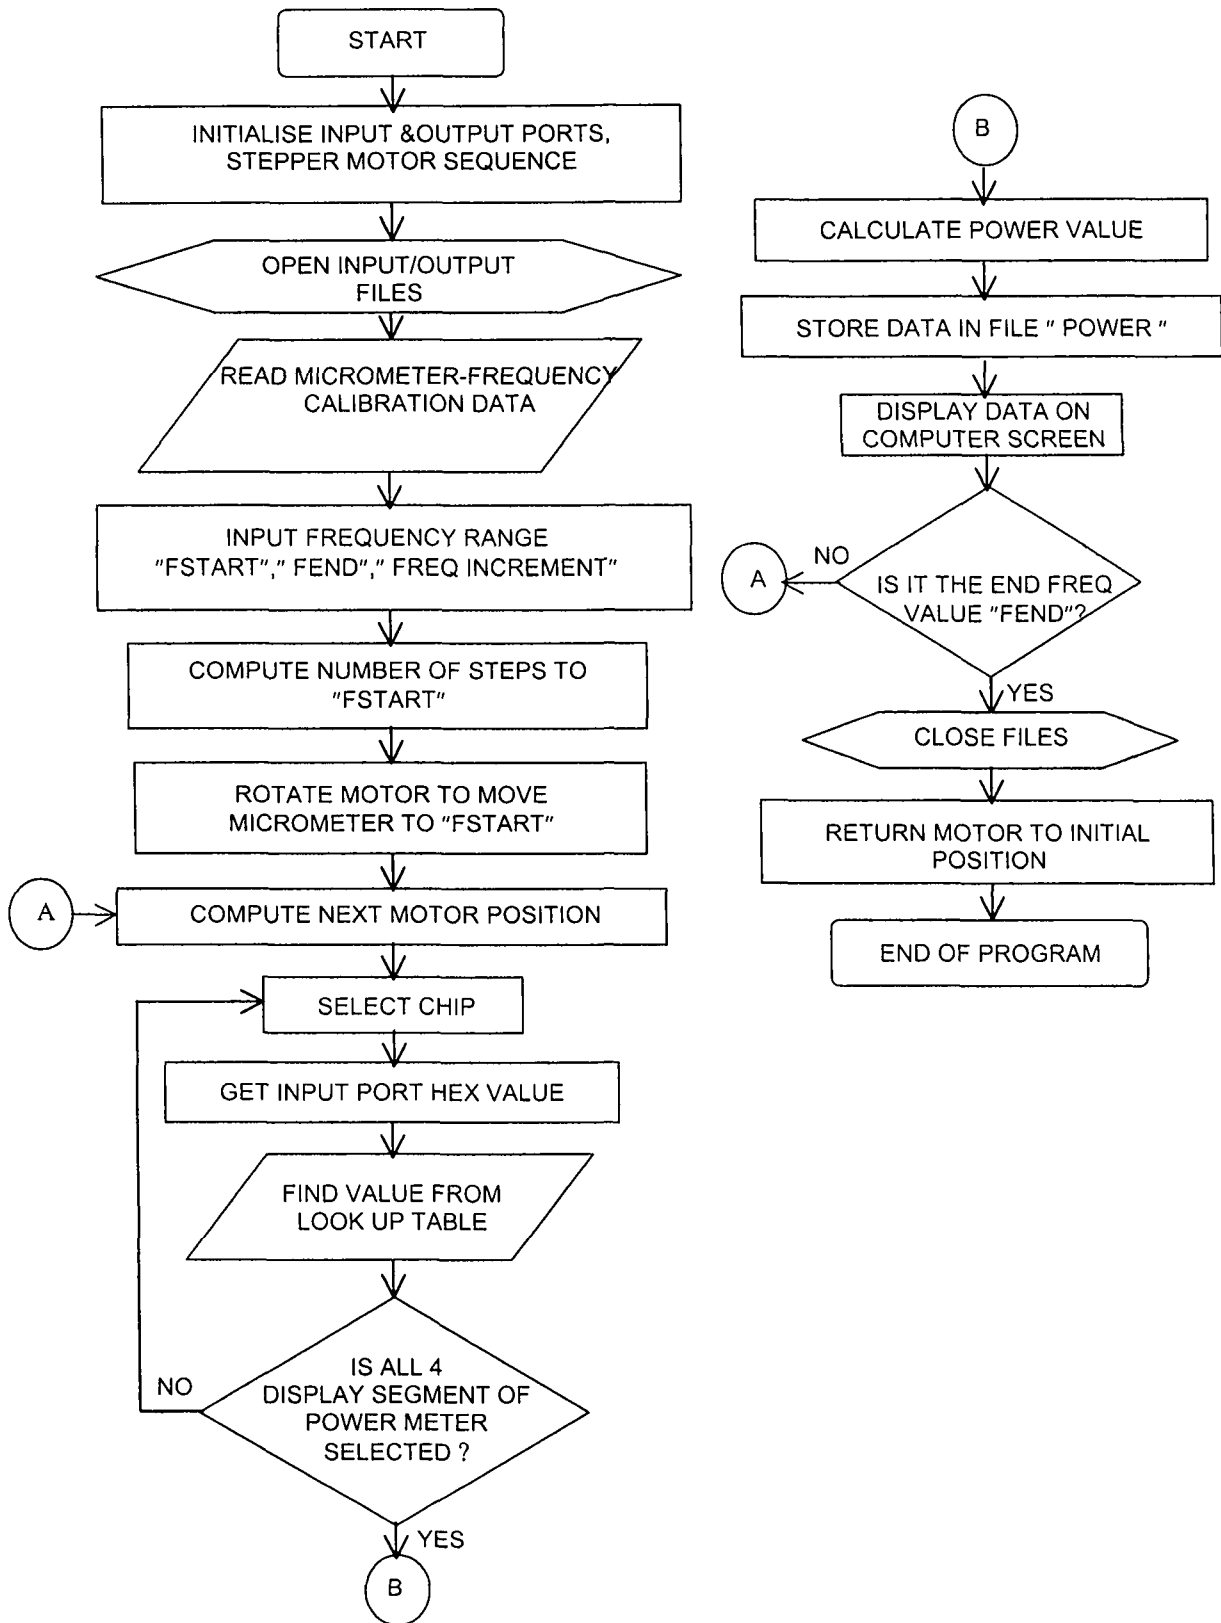 START
INITIALISE INPUT &OUTPUT PORTS,
STEPPER MOTOR SEQUENCE
OPEN INPUT/OUTPUT
FILES
READ MICROMETER-FREQUENCY
CALIBRATION DATA
INPUT FREQUENCY RANGE
"FSTART"," FEND"," FREQ INCREMENT"
COMPUTE NUMBER OF STEPS TO
"FSTART"
ROTATE MOTOR TO MOVE
MICROMETER TO "FSTART"
A
COMPUTE NEXT MOTOR POSITION
SELECT CHIP
GET INPUT PORT HEX VALUE
FIND VALUE FROM
LOOK UP TABLE
IS ALL 4
DISPLAY SEGMENT OF
POWER METER
SELECTED ?
NO
YES
B
B
CALCULATE POWER VALUE
STORE DATA IN FILE " POWER "
DISPLAY DATA ON
COMPUTER SCREEN
NO
A
IS IT THE END FREQ
VALUE "FEND"?
YES
CLOSE FILES
RETURN MOTOR TO INITIAL
POSITION
END OF PROGRAM